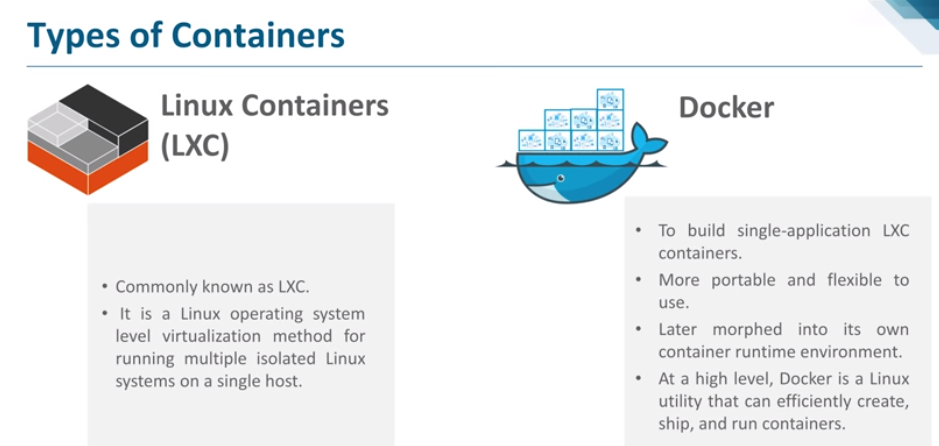 Types of Containers
Linux Containers
(LXC)
• Commonly known as LXC.
• It is a Linux operating system
level virtualization method for
running multiple isolated Linux
systems on a single host.
Docker
• To build single-application LXC
containers.
• More portable and flexible to
use.
• Later morphed into its own
container runtime environment.
• At a high level, Docker is a Linux
utility that can efficiently create,
ship, and run containers.